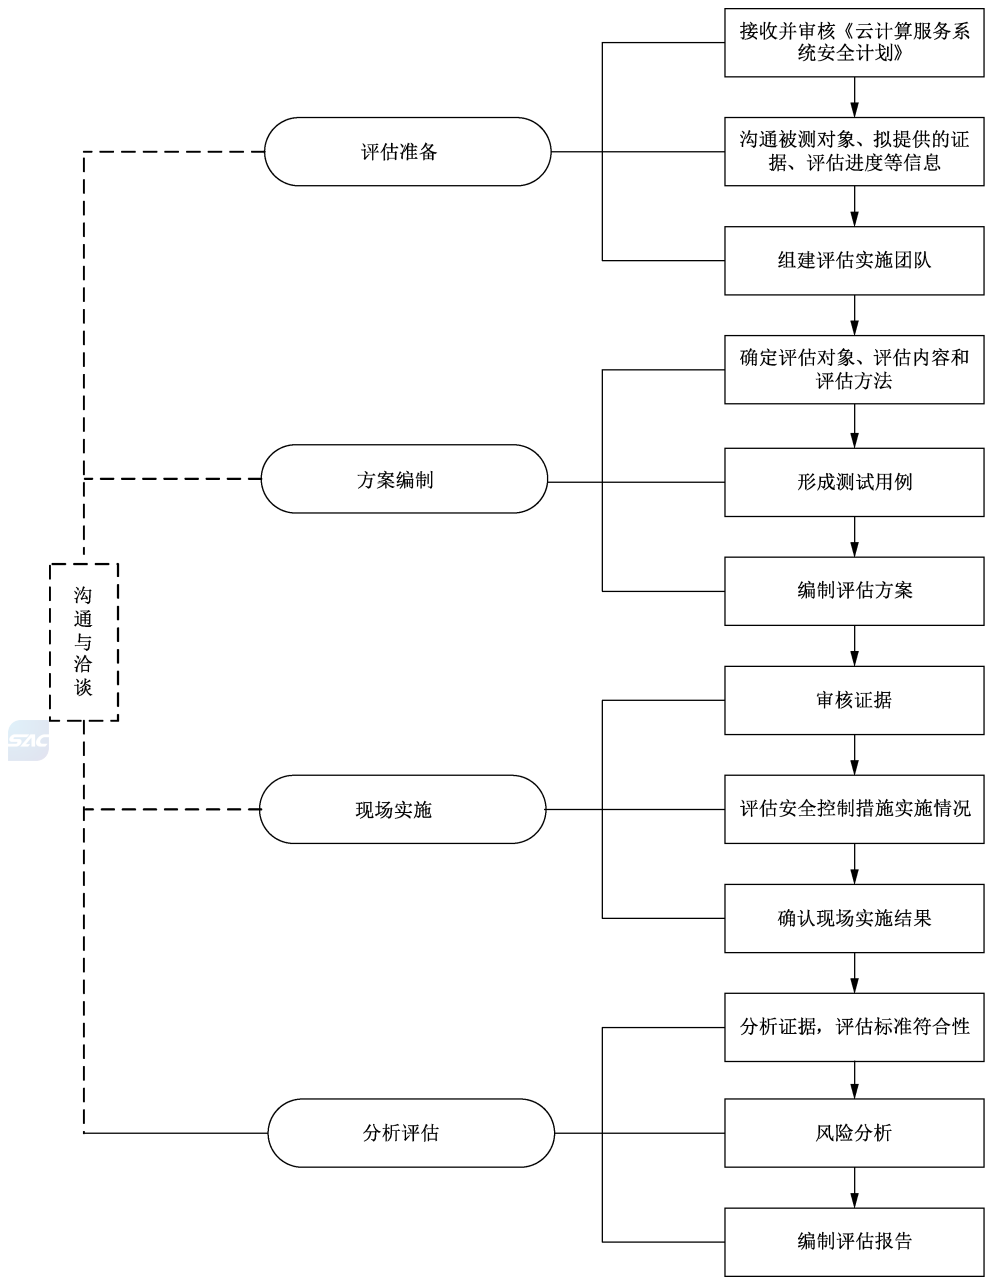 接收并审核《云计算服务系
统安全计划》
评估准备
沟通被测对象、拟提供的证
据、评估进度等信息
组建评估实施团队
确定评估对象、评估内容和
评估方法
方案编制
形成测试用例
编制评估方案
沟
通
与
洽
谈
SAC
审核证据
现场实施
评估安全控制措施实施情况
确认现场实施结果
分析证据，评估标准符合性
分析评估
风险分析
编制评估报告